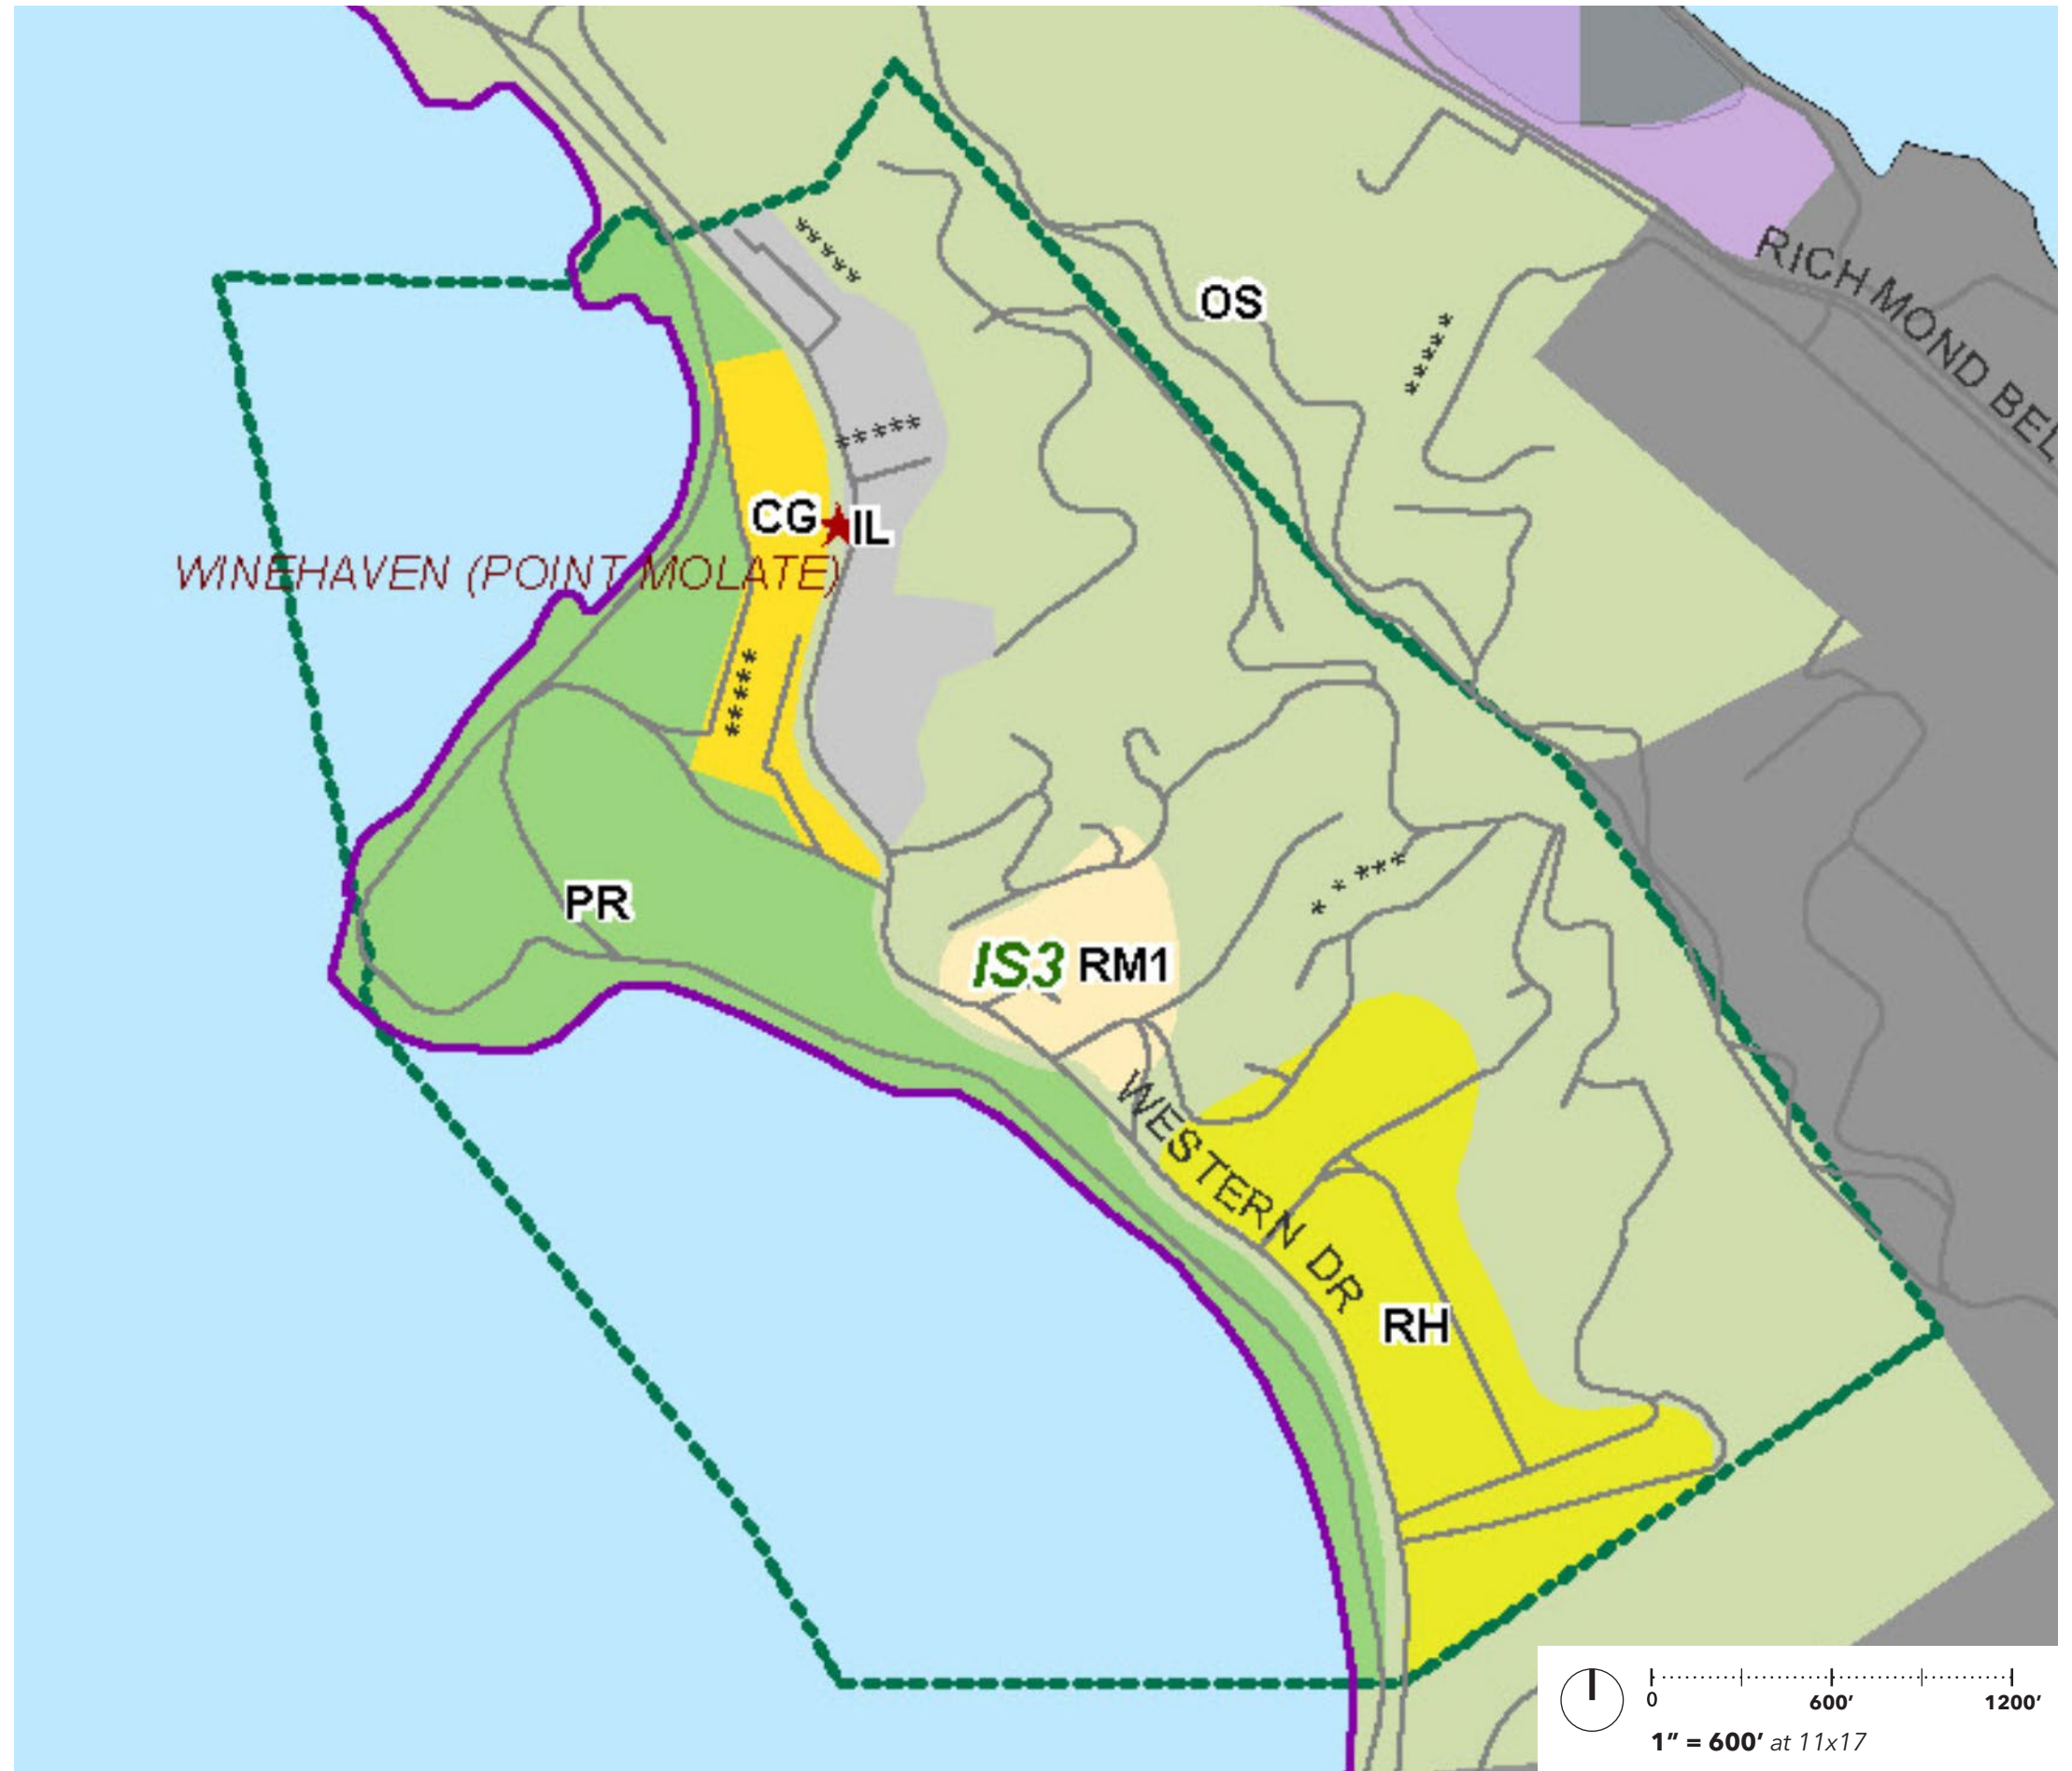 *****
OS
RICHMOND BEL
*****
*****
CG
IL
WINEHAVEN (POINT MOLATE)
*****
* * ***
PR
IS3 RM1
WESTERN DR
RH
0 600′ 1200′
1″ = 600′ at 11x17